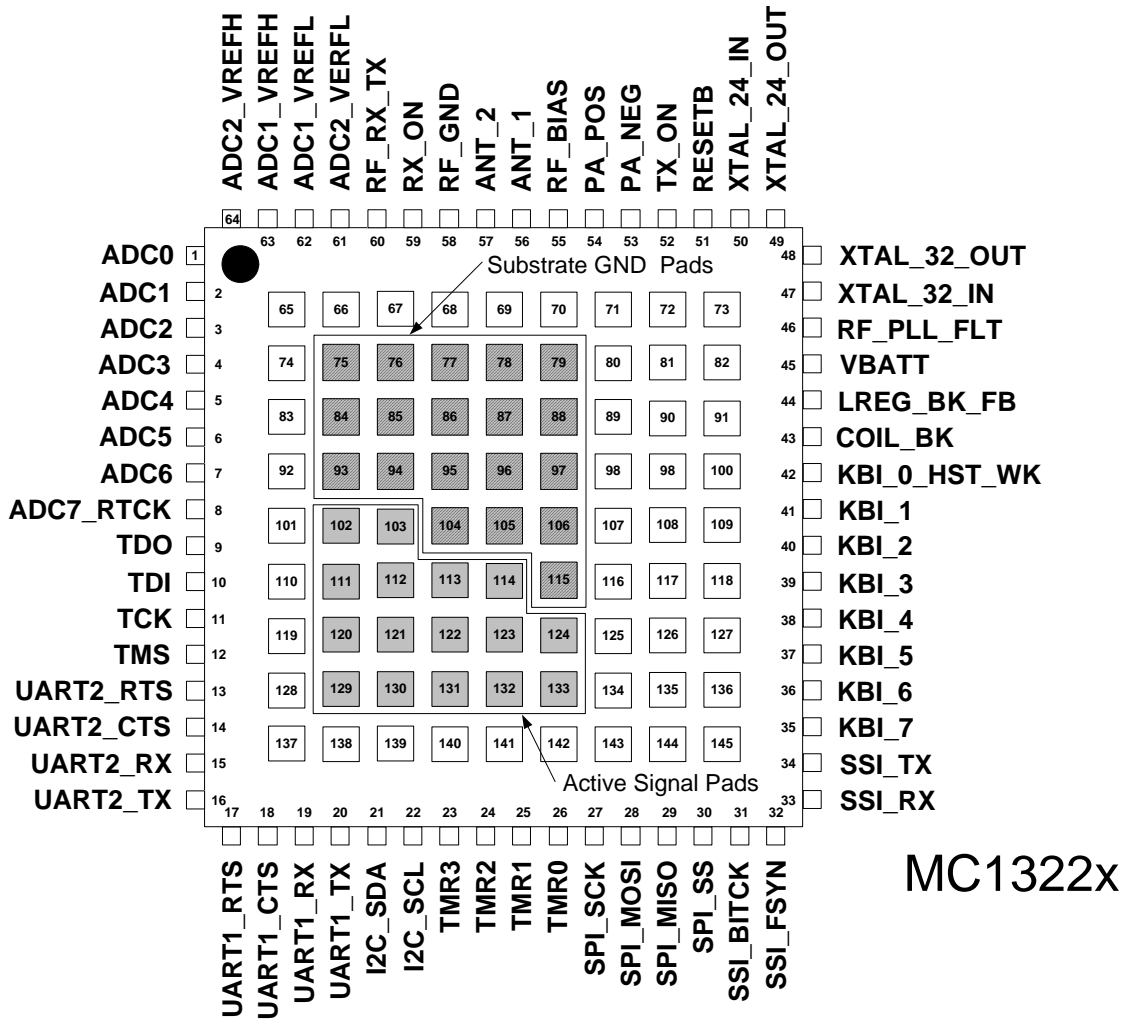 ADC2_VREFH
ADC1_VREFH
ADC1_VREFL
ADC2_VERFL
RF_RX_TX
RX_ON
RF_GND
ANT_2
ANT_1
RF_BIAS
PA_POS
PA_NEG
TX_ON
RESETB
XTAL_24_IN
XTAL_24_OUT
64 63 62 61 60 59 58 57 56 55 54 53 52 51 50 49
ADC0 1
ADC1 2
ADC2 3
ADC3 4
ADC4 5
ADC5 6
ADC6 7
ADC7_RTCK 8
TDO 9
TDI 10
TCK 11
TMS 12
UART2_RTS 13
UART2_CTS 14
UART2_RX 15
UART2_TX 16
Substrate GND Pads
65 66 67 68 69 70 71 72 73
74 75 76 77 78 79 80 81 82
83 84 85 86 87 88 89 90 91
92 93 94 95 96 97 98 98 100
101 102 103 104 105 106 107 108 109
110 111 112 113 114 115 116 117 118
119 120 121 122 123 124 125 126 127
128 129 130 131 132 133 134 135 136
137 138 139 140 141 142 143 144 145
Active Signal Pads
48 XTAL_32_OUT
47 XTAL_32_IN
46 RF_PLL_FLT
45 VBATT
44 LREG_BK_FB
43 COIL_BK
42 KBI_0_HST_WK
41 KBI_1
40 KBI_2
39 KBI_3
38 KBI_4
37 KBI_5
36 KBI_6
35 KBI_7
34 SSI_TX
33 SSI_RX
17 18 19 20 21 22 23 24 25 26 27 28 29 30 31 32
UART1_RTS
UART1_CTS
UART1_RX
UART1_TX
I2C_SDA
I2C_SCL
TMR3
TMR2
TMR1
TMR0
SPI_SCK
SPI_MOSI
SPI_MISO
SPI_SS
SSI_BITCK
SSI_FSYN
MC1322x